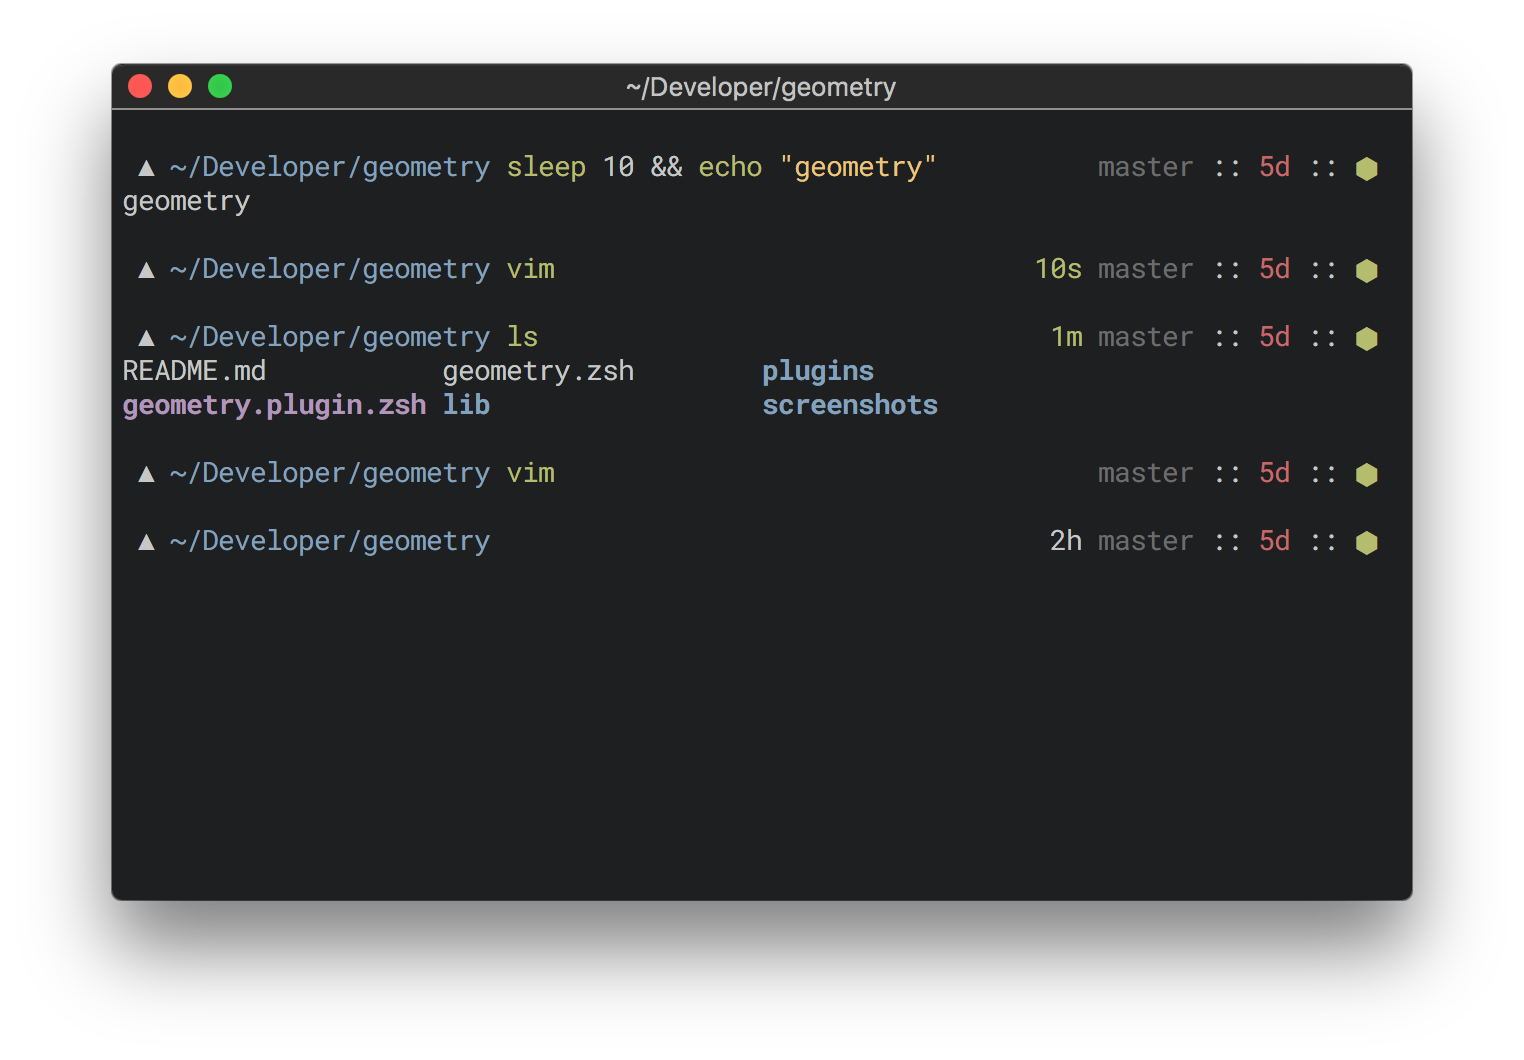 ~/Developer/geometry
▲ ~/Developer/geometry sleep 10 && echo "geometry" master :: 5d :: ⬢
geometry
▲ ~/Developer/geometry vim 10s master :: 5d :: ⬢
▲ ~/Developer/geometry ls 1m master :: 5d :: ⬢
README.md geometry.zsh plugins
geometry.plugin.zsh lib screenshots
▲ ~/Developer/geometry vim master :: 5d :: ⬢
▲ ~/Developer/geometry 2h master :: 5d :: ⬢